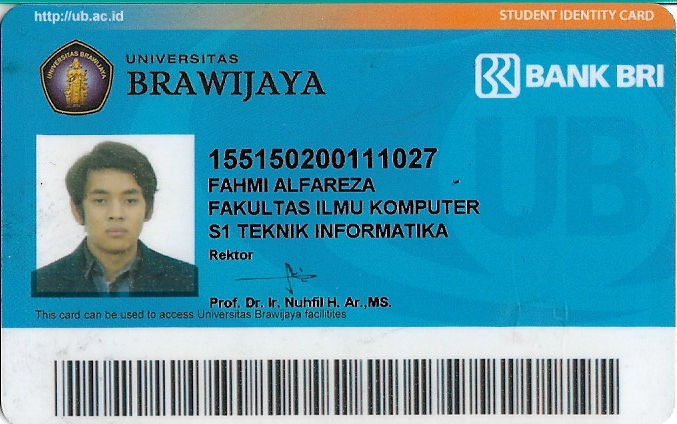 http://ub.ac.id
STUDENT IDENTITY CARD
UNIVERSITAS BRAWIJAYA
UNIVERSITAS
BRAWIJAYA
BANK BRI
UB
155150200111027
FAHMI ALFAREZA
FAKULTAS ILMU KOMPUTER
S1 TEKNIK INFORMATIKA
Rektor
Prof. Dr. Ir. Nuhfil H. Ar.,MS.
This card can be used to access Universitas Brawijaya facilitites